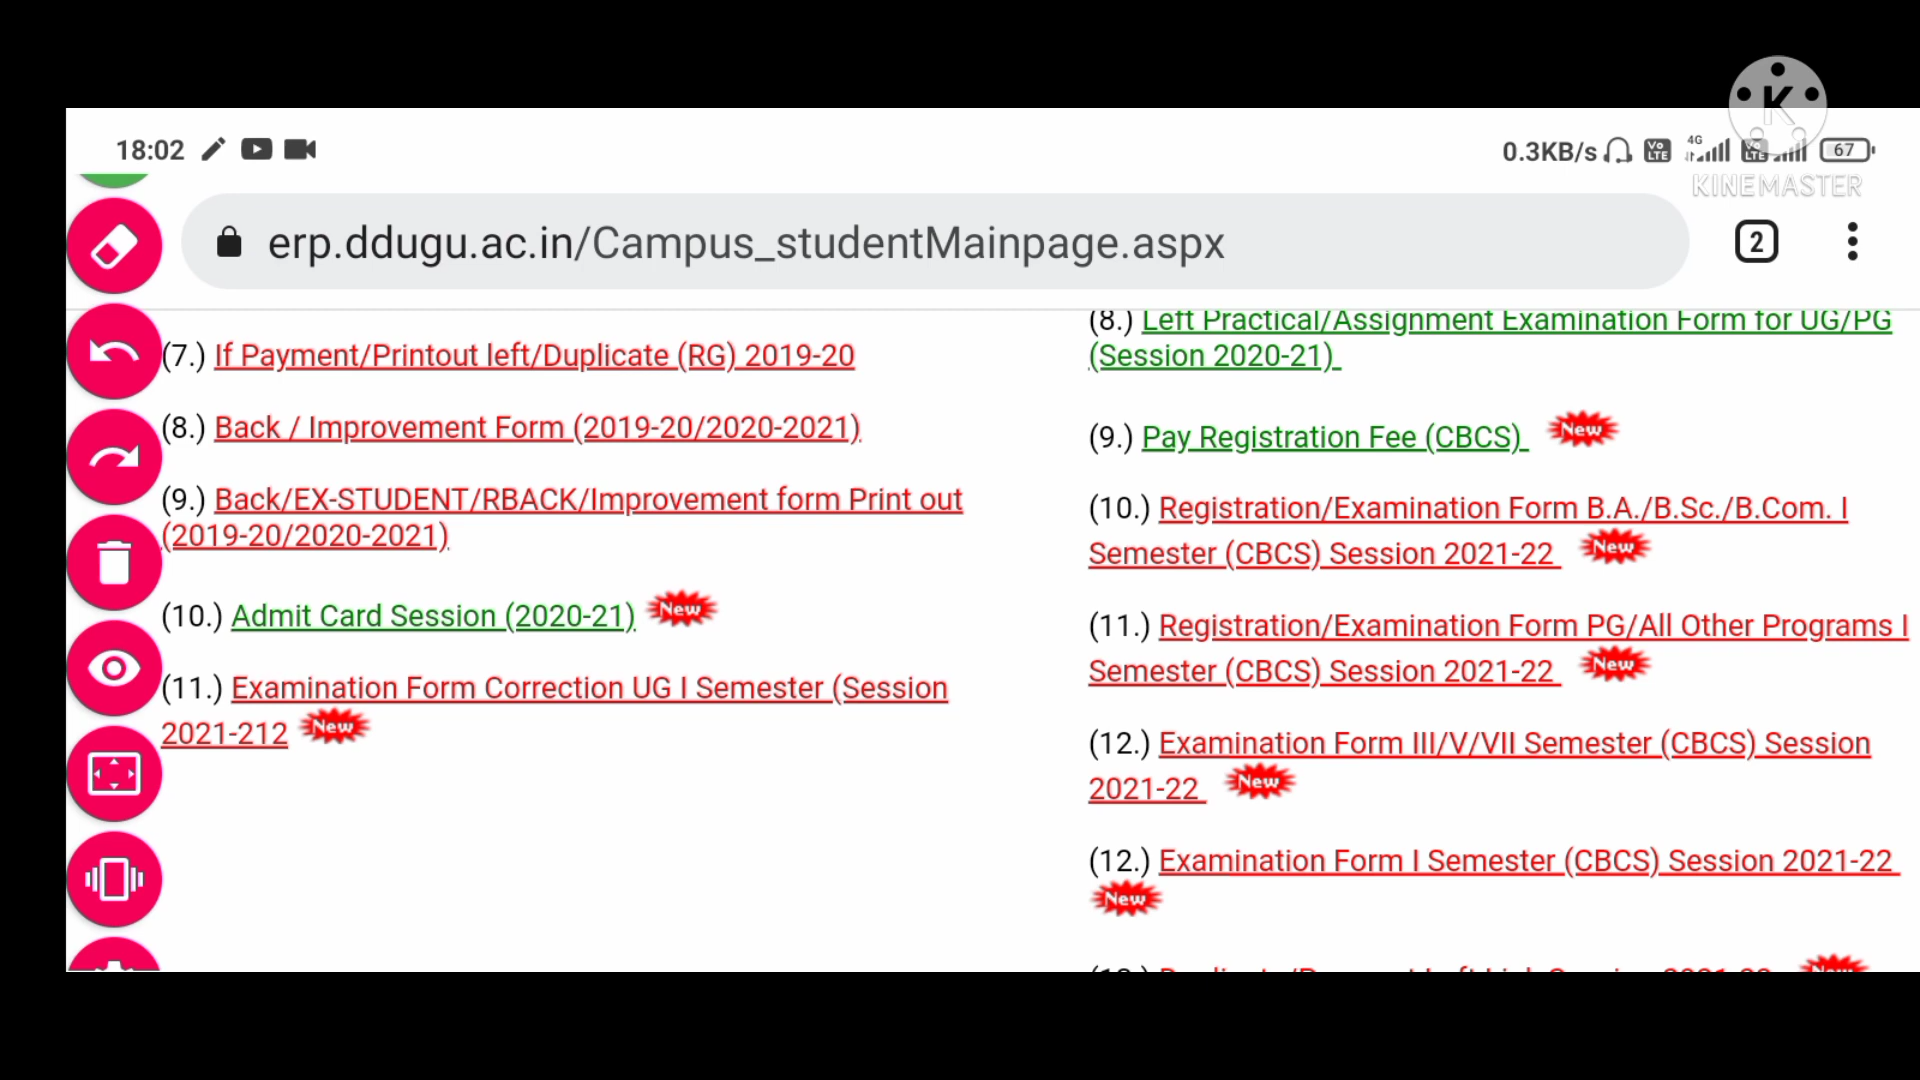 18:02
0.3KB/s
Vo LTE
4G
67
KINEMASTER
erp.ddugu.ac.in/Campus_studentMainpage.aspx
2
(7.) If Payment/Printout left/Duplicate (RG) 2019-20
(8.) Back / Improvement Form (2019-20/2020-2021)
(9.) Back/EX-STUDENT/RBACK/Improvement form Print out
(2019-20/2020-2021)
(10.) Admit Card Session (2020-21) New
(11.) Examination Form Correction UG I Semester (Session
2021-212 New
(8.) Left Practical/Assignment Examination Form for UG/PG
(Session 2020-21)
(9.) Pay Registration Fee (CBCS) New
(10.) Registration/Examination Form B.A./B.Sc./B.Com. I
Semester (CBCS) Session 2021-22 New
(11.) Registration/Examination Form PG/All Other Programs I
Semester (CBCS) Session 2021-22 New
(12.) Examination Form III/V/VII Semester (CBCS) Session
2021-22 New
(12.) Examination Form I Semester (CBCS) Session 2021-22
New